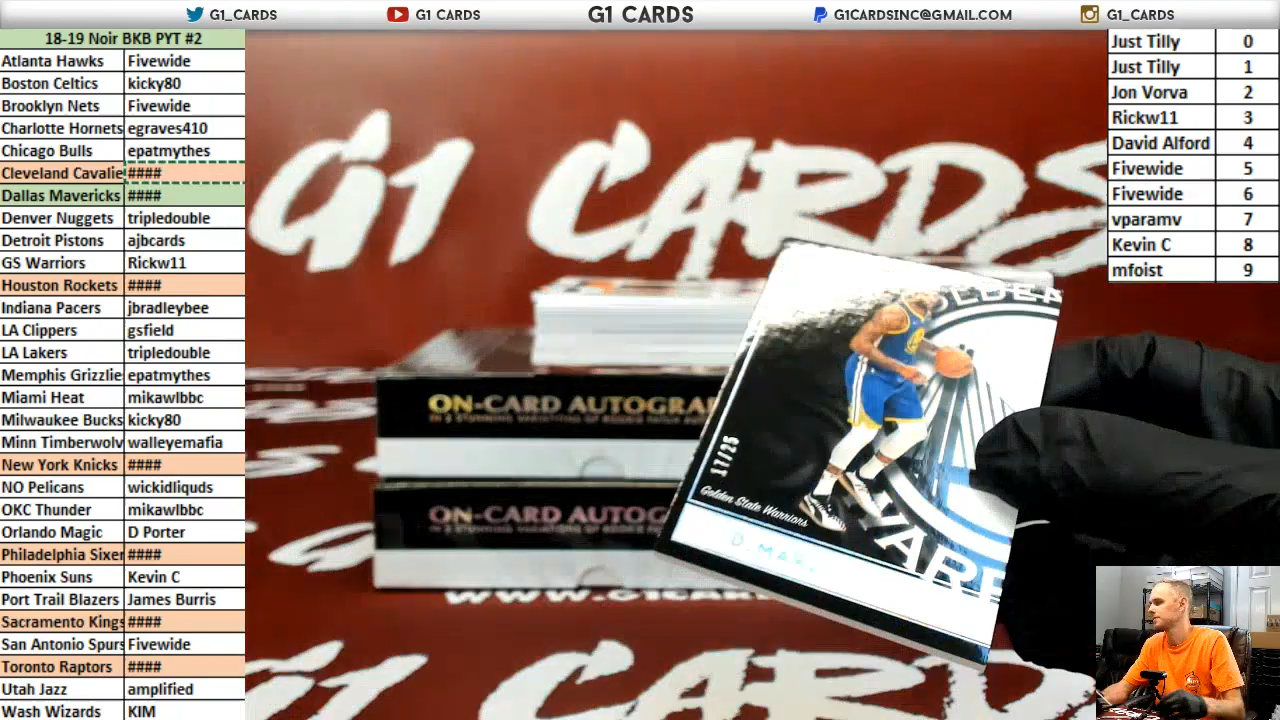 G1_CARDS
G1 CARDS
G1 CARDS
G1CARDSINC@GMAIL.COM
G1_CARDS
18-19 Noir BKB PYT #2
Atlanta Hawks Fivewide
Boston Celtics kicky80
Brooklyn Nets Fivewide
Charlotte Hornets egraves410
Chicago Bulls epatmythes
Cleveland Cavalie ####
Dallas Mavericks ####
Denver Nuggets tripledouble
Detroit Pistons ajbcards
GS Warriors Rickw11
Houston Rockets ####
Indiana Pacers jbradleybee
LA Clippers gsfield
LA Lakers tripledouble
Memphis Grizzlie epatmythes
Miami Heat mikawlbbc
Milwaukee Bucks kicky80
Minn Timberwolv walleyemafia
New York Knicks ####
NO Pelicans wickidliquds
OKC Thunder mikawlbbc
Orlando Magic D Porter
Philadelphia Sixer ####
Phoenix Suns Kevin C
Port Trail Blazers James Burris
Sacramento Kings ####
San Antonio Spurs Fivewide
Toronto Raptors ####
Utah Jazz amplified
Wash Wizards KIM
Just Tilly 0
Just Tilly 1
Jon Vorva 2
Rickw11 3
David Alford 4
Fivewide 5
Fivewide 6
vparamv 7
Kevin C 8
mfoist 9
G1 CARDS
ON-CARD AUTOGRA
ON-CARD AUTOG
17/25
Golden State Warriors
WWW.G1CAR
G1 CARDS